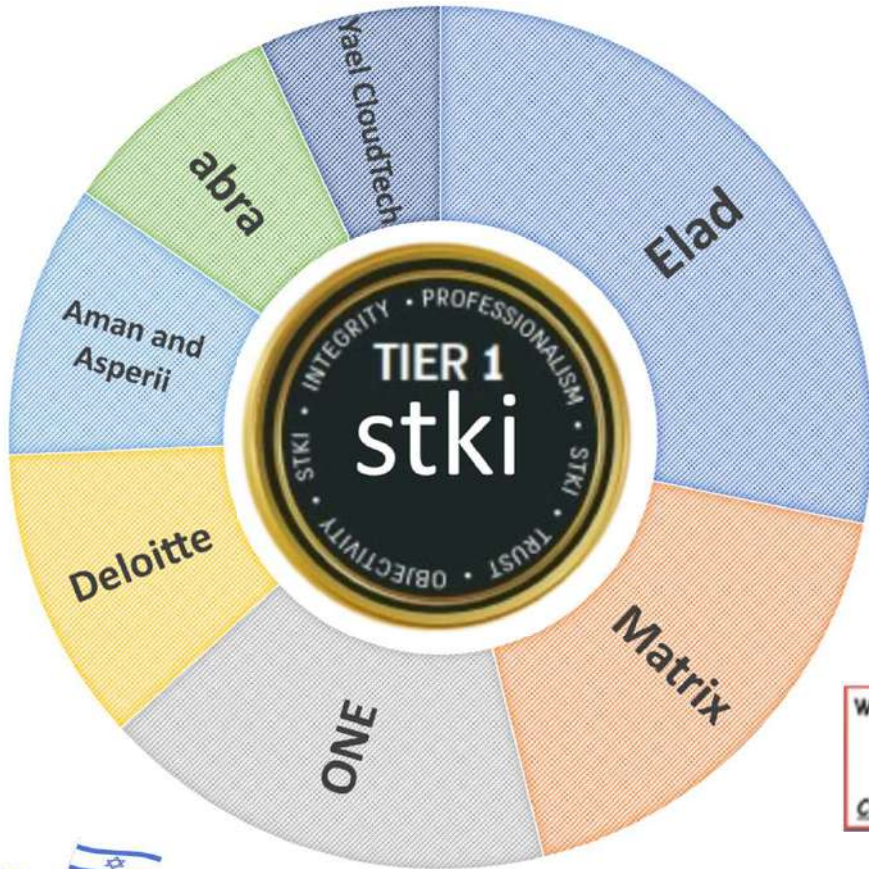 Yael CloudTech
Elad
abra
Aman and
Asperii
Deloitte
Matrix
ONE
TIER 1
stki
INTEGRITY • PROFESSIONALISM • STKI • TRUST • OBJECTIVITY • STKI •